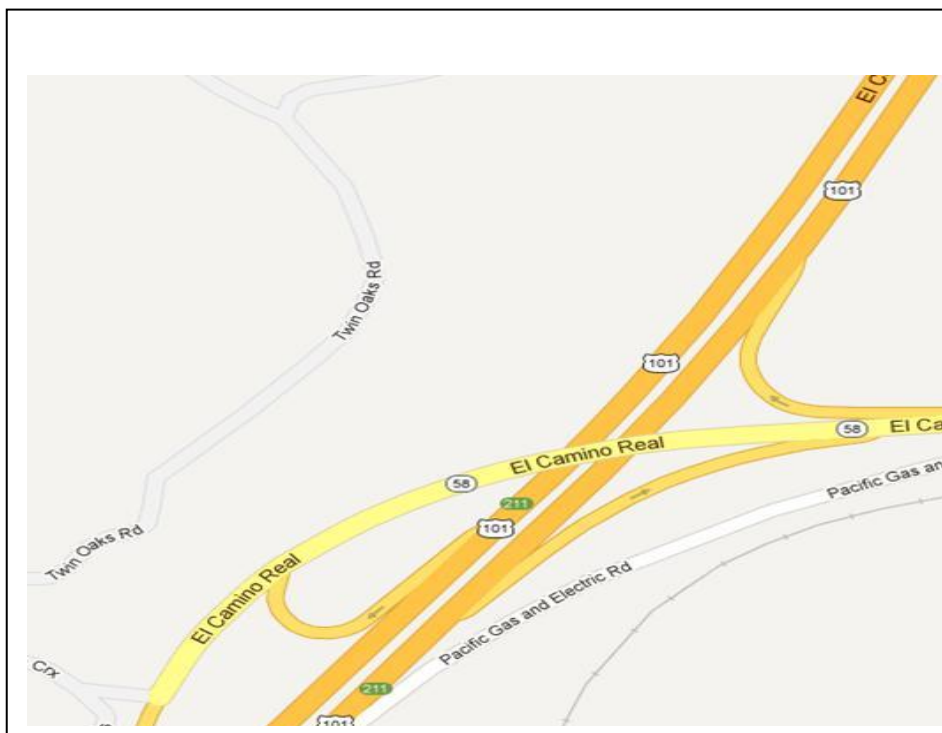 El C
101
Twin Oaks Rd
101
58
El Ca
El Camino Real
58
Pacific Gas and
211
101
Twin Oaks Rd
El Camino Real
Pacific Gas and Electric Rd
Crx
211
101